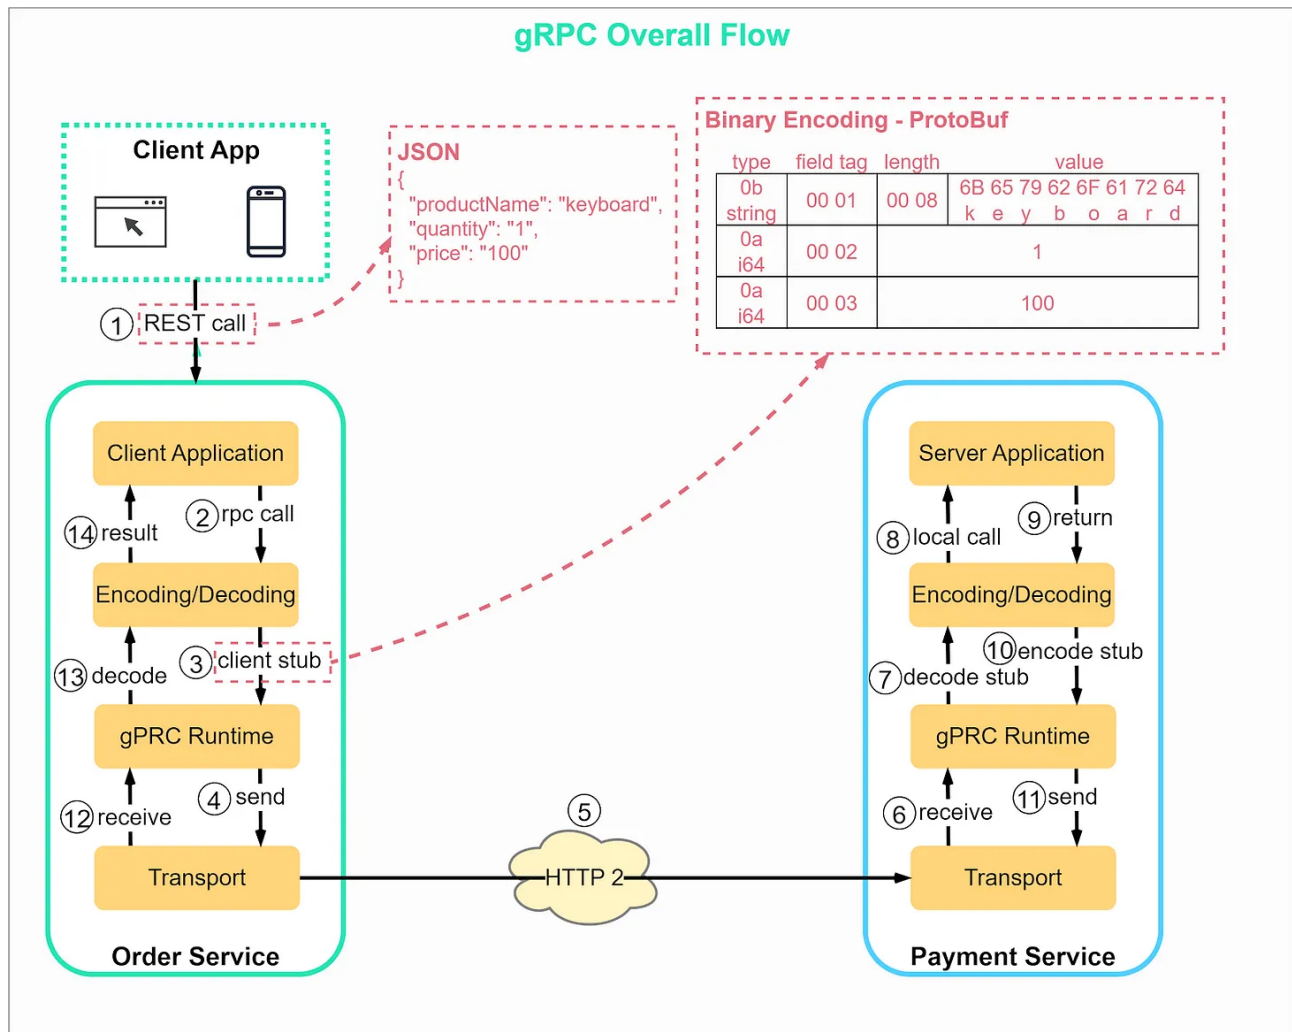 gRPC Overall Flow
Client App
JSON
{
"productName": "keyboard",
"quantity": "1",
"price": "100"
}
Binary Encoding - ProtoBuf
type field tag length value
0b string 00 01 00 08 6B 65 79 62 6F 61 72 64
k e y b o a r d
0a i64 00 02 1
0a i64 00 03 100
1 REST call
Client Application
2 rpc call
14 result
Encoding/Decoding
3 client stub
13 decode
gPRC Runtime
4 send
12 receive
Transport
Order Service
5
HTTP 2
Server Application
8 local call
9 return
Encoding/Decoding
10 encode stub
7 decode stub
gPRC Runtime
11 send
6 receive
Transport
Payment Service